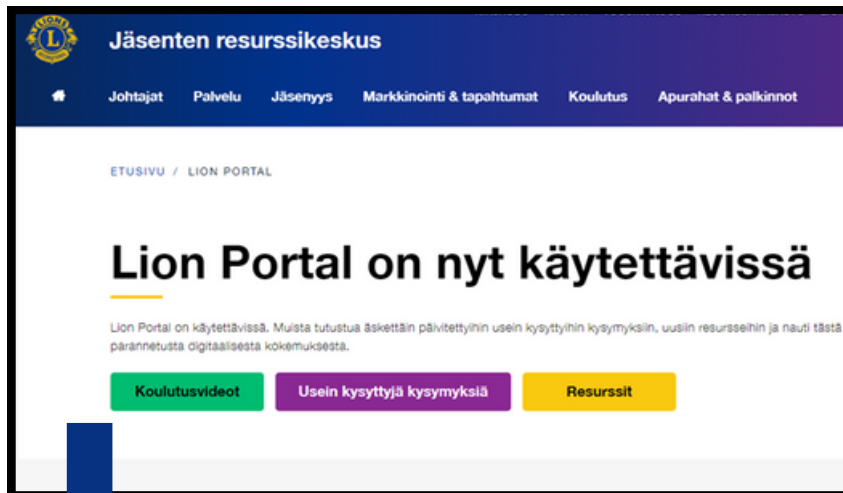 LIONS
L
Jäsenten resurssikeskus
Johtajat Palvelu Jäsenyys Markkinointi & tapahtumat Koulutus Apurahat & palkinnot
ETUSIVU / LION PORTAL
Lion Portal on nyt käytettävissä
Lion Portal on käytettävissä. Muista tutustua äskettäin päivitettyihin usein kysyttyihin kysymyksiin, uusiin resursseihin ja nauti tästä
parannetusta digitaalisesta kokemuksesta.
Koulutusvideot Usein kysyttyjä kysymyksiä Resurssit